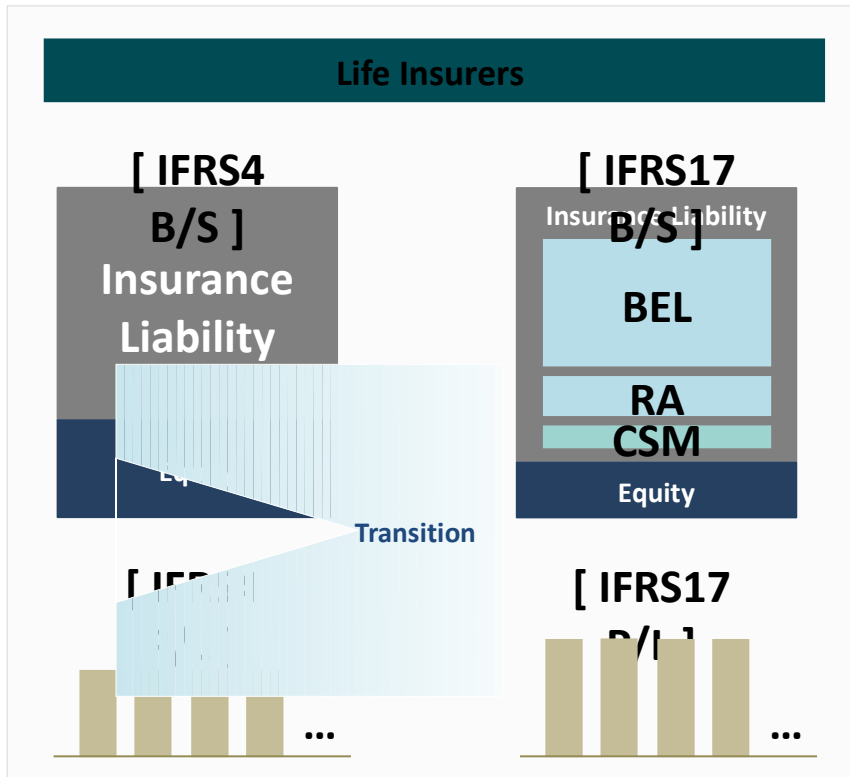 Life Insurers
[ IFRS4
B/S ]
Insurance
Liability
[ IFRS17
B/S ]
Insurance Liability
BEL
RA
CSM
Equity
Transition
[ IFRS17
P/L ]
...
...